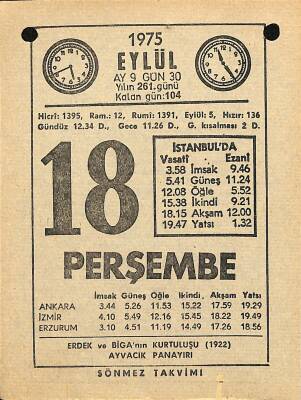 1975
EYLÜL
AY 9 GÜN 30
Yılın 261.günü
Kalan gün:104
Hicrî: 1395, Ram.: 12, Rumî: 1391, Eylül: 5, Hızır: 136
Gündüz 12.34 D., Gece 11.26 D., G. kısalması 2 D.
18
İSTANBUL'DA
Vasatî Ezanî
3.58 İmsak 9.46
5.41 Güneş 11.24
12.08 Öğle 5.52
15.38 İkindi 9.21
18.15 Akşam 12.00
19.47 Yatsı 1.32
PERŞEMBE
İmsak Güneş Öğle İkindi, Akşam Yatsı
ANKARA 3.44 5.26 11.53 15.22 17.59 19.29
İZMİR 4.10 5.49 12.16 15.45 18.22 19.49
ERZURUM 3.10 4.51 11.19 14.49 17.26 18.56
ERDEK ve BİGA'nın KURTULUŞU (1922)
AYVACIK PANAYIRI
SÖNMEZ TAKVİMİ